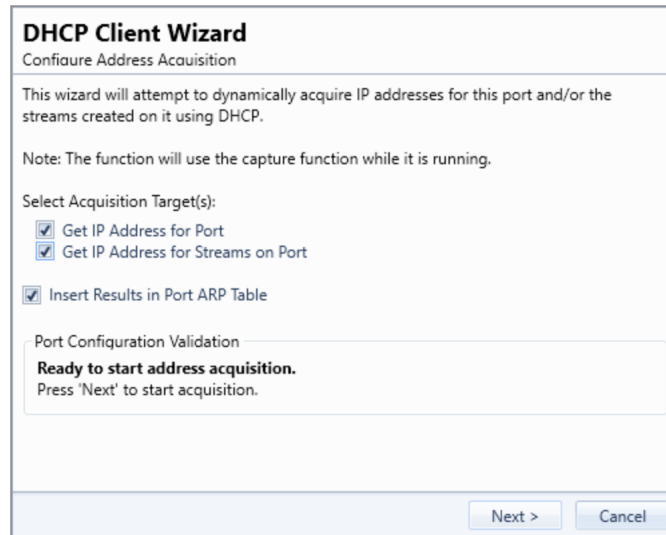 DHCP Client Wizard
Configure Address Acquisition
This wizard will attempt to dynamically acquire IP addresses for this port and/or the
streams created on it using DHCP.
Note: The function will use the capture function while it is running.
Select Acquisition Target(s):
Get IP Address for Port
Get IP Address for Streams on Port
Insert Results in Port ARP Table
Port Configuration Validation
Ready to start address acquisition.
Press 'Next' to start acquisition.
Next >
Cancel